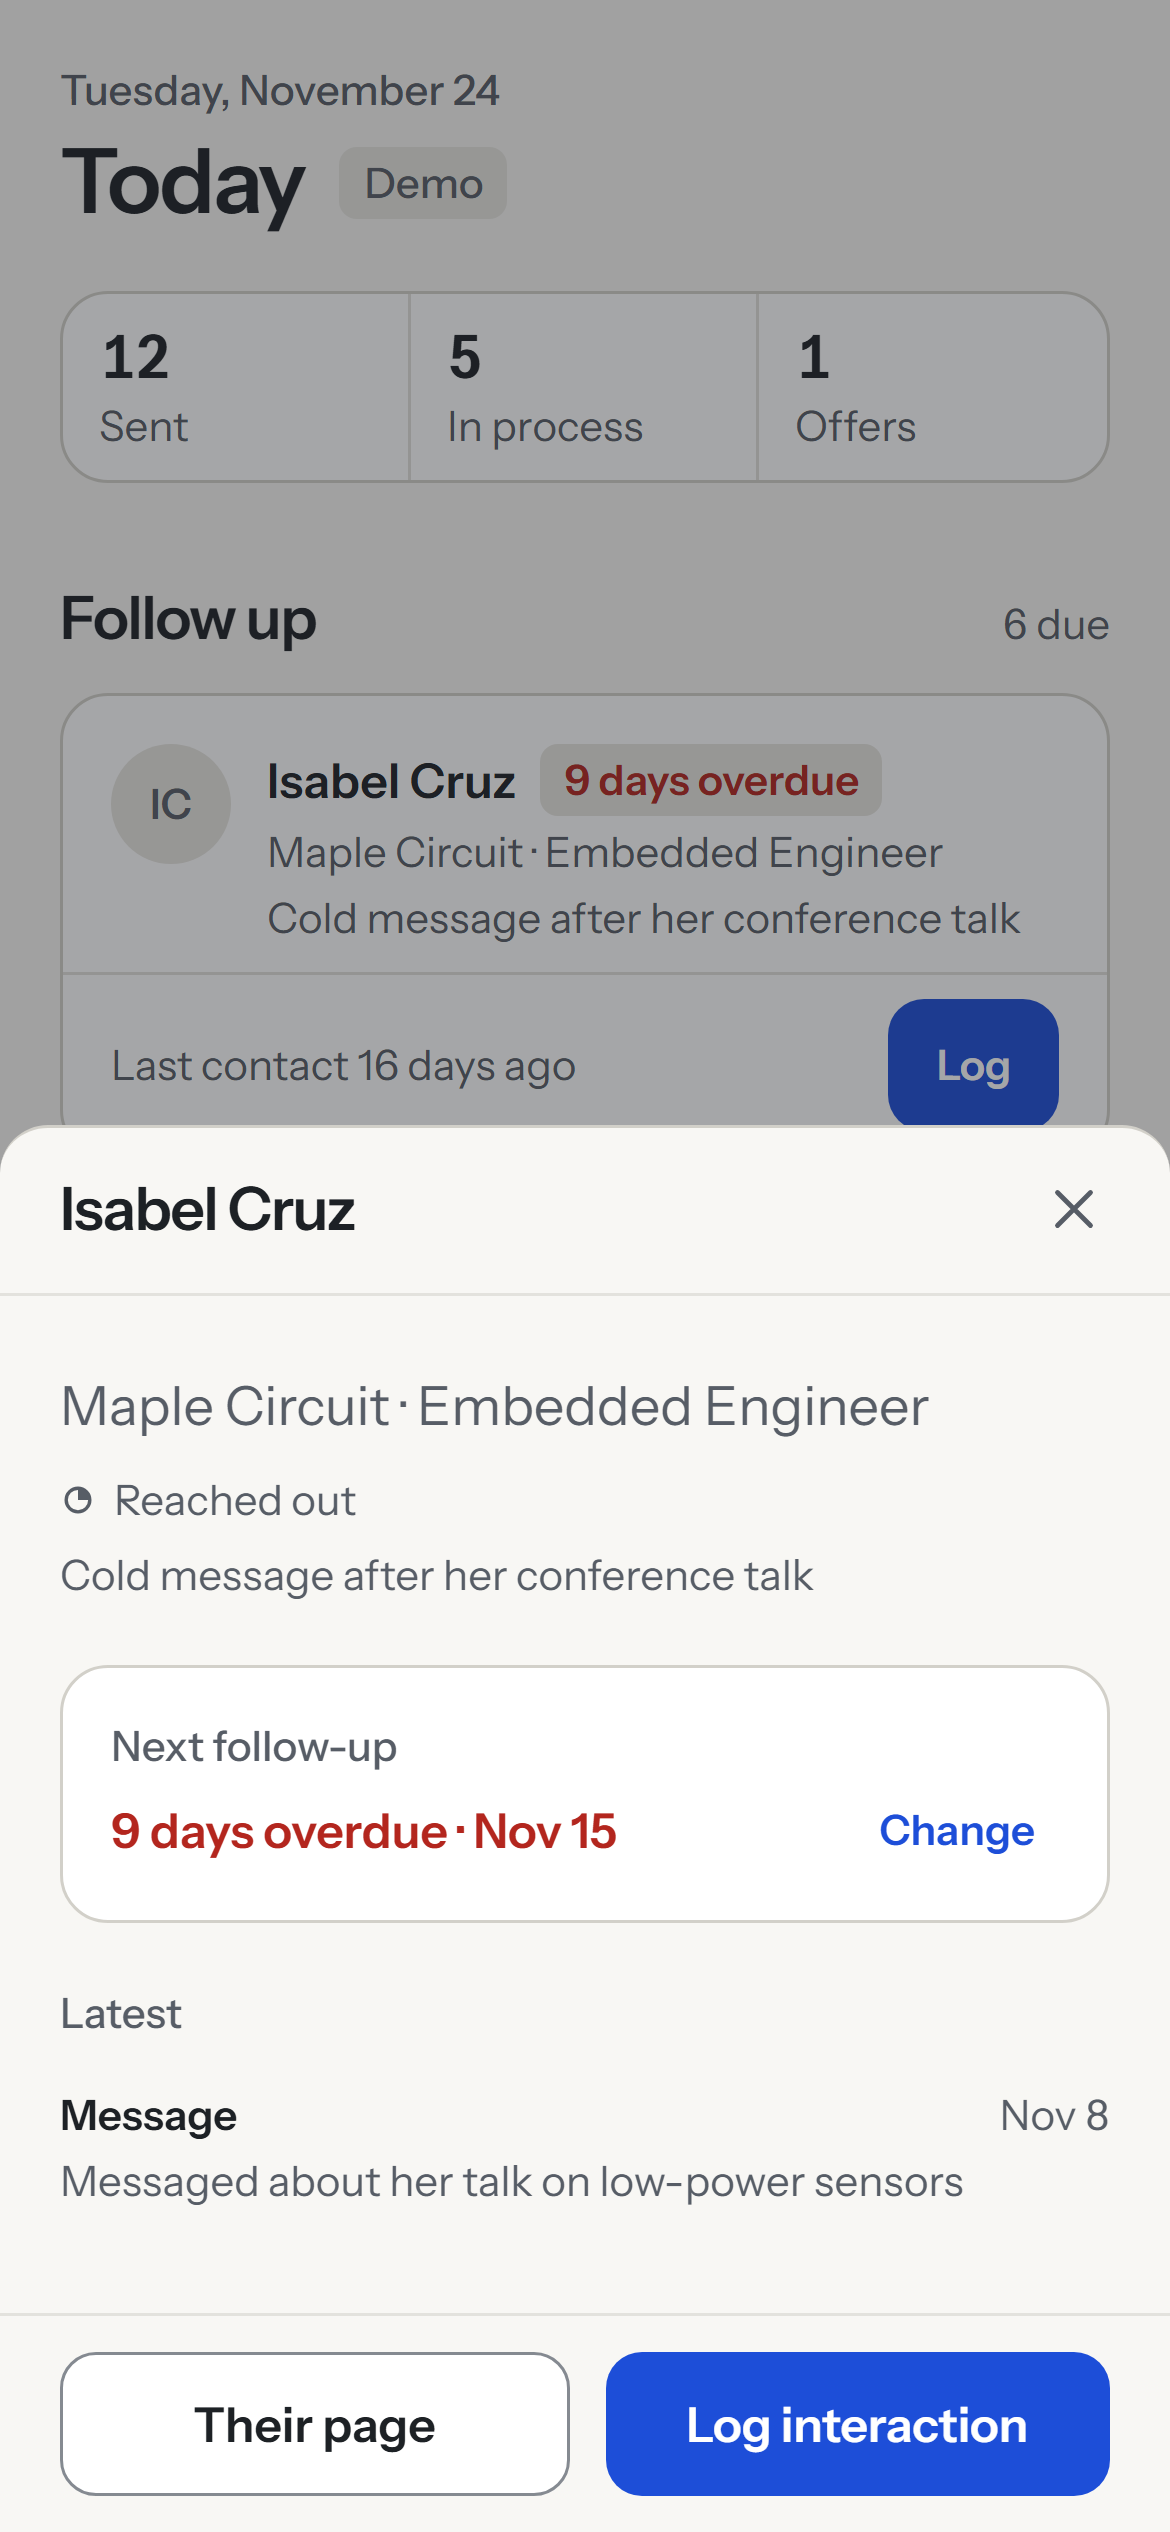 Tuesday, November 24
Today
Demo
12
Sent
5
In process
1
Offers
Follow up
6 due
IC
Isabel Cruz
9 days overdue
Maple Circuit · Embedded Engineer
Cold message after her conference talk
Last contact 16 days ago
Log
Isabel Cruz
Maple Circuit · Embedded Engineer
Reached out
Cold message after her conference talk
Next follow-up
9 days overdue · Nov 15
Change
Latest
Message
Nov 8
Messaged about her talk on low-power sensors
Their page
Log interaction